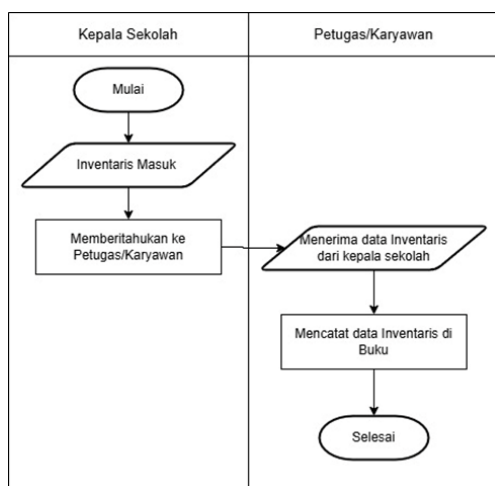 Kepala Sekolah
Petugas/Karyawan
Mulai
Inventaris Masuk
Memberitahukan ke
Petugas/Karyawan
Menerima data Inventaris
dari kepala sekolah
Mencatat data Inventaris di
Buku
Selesai